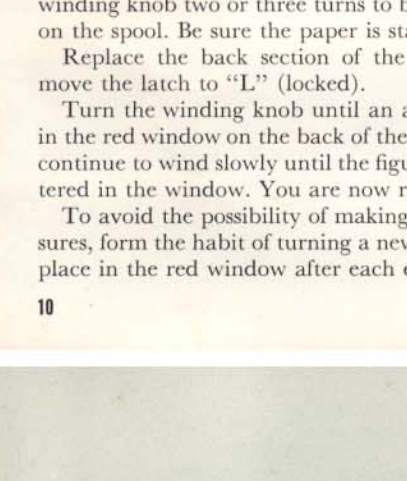 winding knob two or three turns to
on the spool. Be sure the paper is
Replace the back section of the
move the latch to “L” (locked).
Turn the winding knob until an
in the red window on the back of the
continue to wind slowly until the
tered in the window. You are now
To avoid the possibility of making
sures, form the habit of turning a
place in the red window after each
10